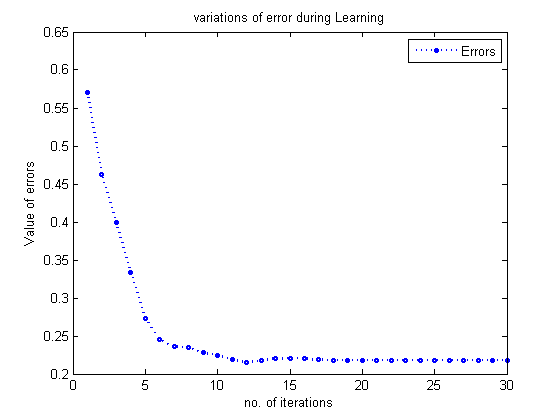 variations of error during Learning
Errors
0.65
0.6
0.55
0.5
0.45
0.4
0.35
0.3
0.25
0.2
Value of errors
0 5 10 15 20 25 30
no. of iterations